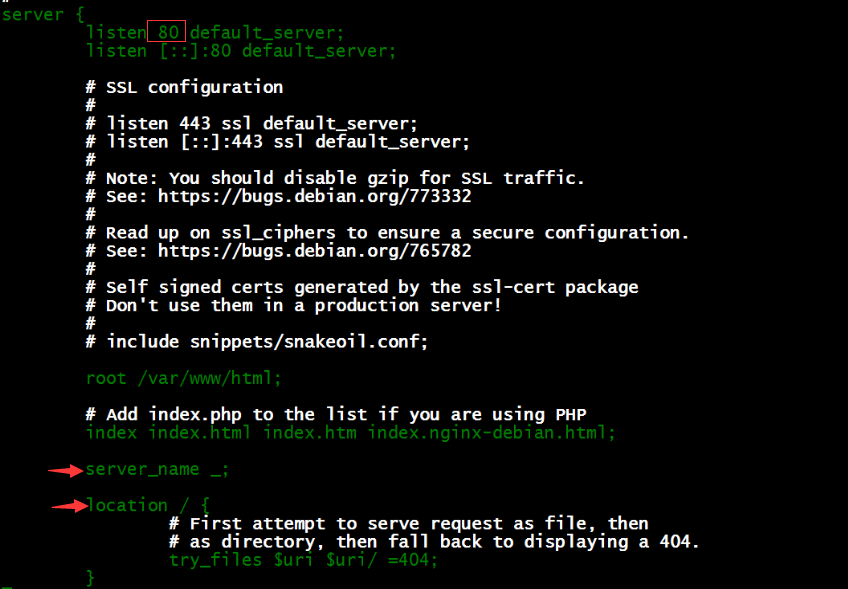 server {
listen 80 default_server;
listen [::]:80 default_server;
# SSL configuration
#
# listen 443 ssl default_server;
# listen [::]:443 ssl default_server;
#
# Note: You should disable gzip for SSL traffic.
# See: https://bugs.debian.org/773332
#
# Read up on ssl_ciphers to ensure a secure configuration.
# See: https://bugs.debian.org/765782
#
# Self signed certs generated by the ssl-cert package
# Don't use them in a production server!
#
# include snippets/snakeoil.conf;
root /var/www/html;
# Add index.php to the list if you are using PHP
index index.html index.htm index.nginx-debian.html;
server_name _;
location / {
# First attempt to serve request as file, then
# as directory, then fall back to displaying a 404.
try_files $uri $uri/ =404;
}